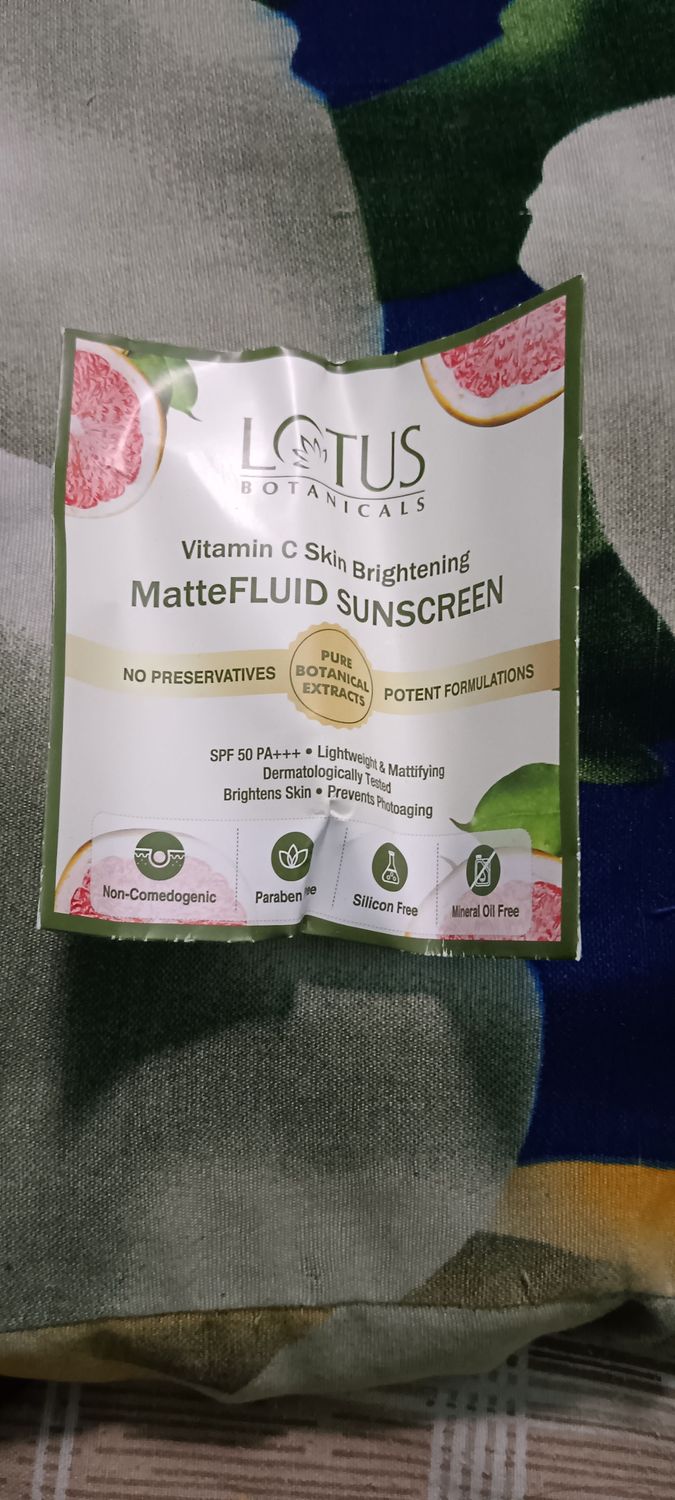 LOTUS
BOTANICALS
Vitamin C Skin Brightening
MatteFLUID SUNSCREEN
NO PRESERVATIVES
PURE
BOTANICAL
EXTRACTS
POTENT FORMULATIONS
SPF 50 PA+++ • Lightweight & Mattifying
Dermatologically Tested
Brightens Skin • Prevents Photoaging
Non-Comedogenic
Paraben
Silicon Free
Mineral Oil Free